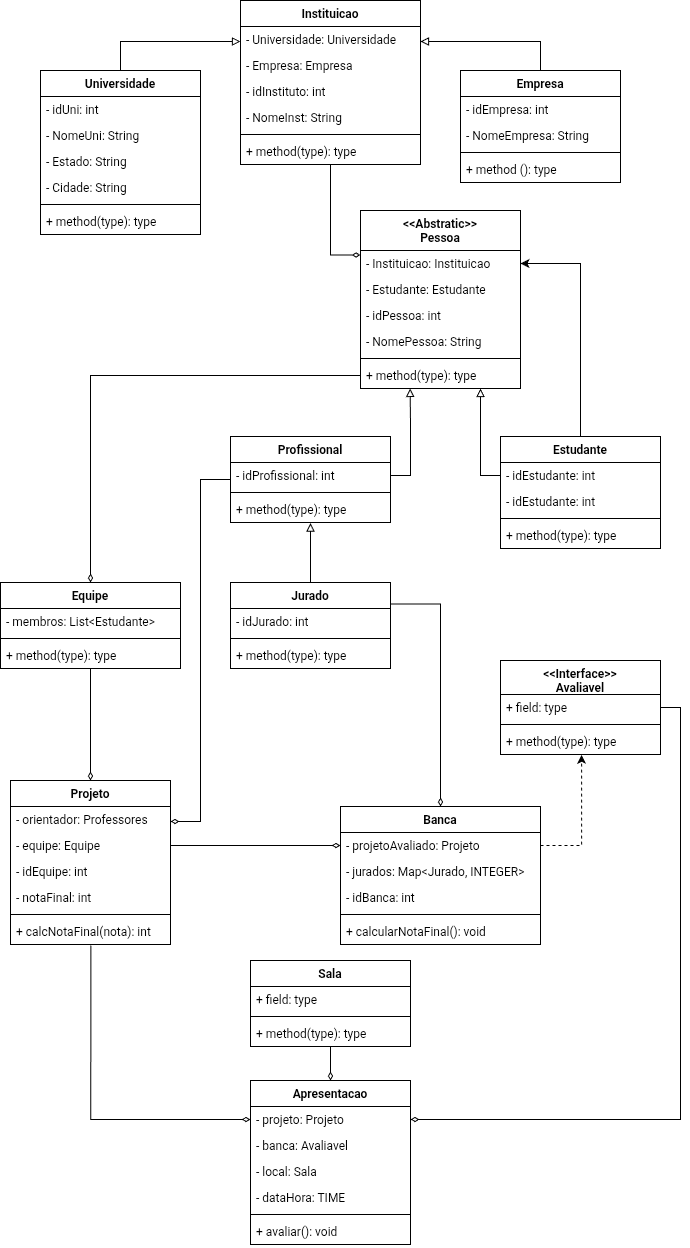 Instituicao
- Universidade: Universidade
- Empresa: Empresa
- idInstituto: int
- NomeInst: String
+ method(type): type
Universidade
- idUni: int
- NomeUni: String
- Estado: String
- Cidade: String
+ method(type): type
Empresa
- idEmpresa: int
- NomeEmpresa: String
+ method (): type
<<Abstratic>>
Pessoa
- Instituicao: Instituicao
- Estudante: Estudante
- idPessoa: int
- NomePessoa: String
+ method(type): type
Profissional
- idProfissional: int
+ method(type): type
Estudante
- idEstudante: int
- idEstudante: int
+ method(type): type
Equipe
- membros: List<Estudante>
+ method(type): type
Jurado
- idJurado: int
+ method(type): type
<<Interface>>
Avaliavel
+ field: type
+ method(type): type
Projeto
- orientador: Professores
- equipe: Equipe
- idEquipe: int
- notaFinal: int
+ calcNotaFinal(nota): int
Banca
- projetoAvaliado: Projeto
- jurados: Map<Jurado, INTEGER>
- idBanca: int
+ calcularNotaFinal(): void
Sala
+ field: type
+ method(type): type
Apresentacao
- projeto: Projeto
- banca: Avaliavel
- local: Sala
- dataHora: TIME
+ avaliar(): void